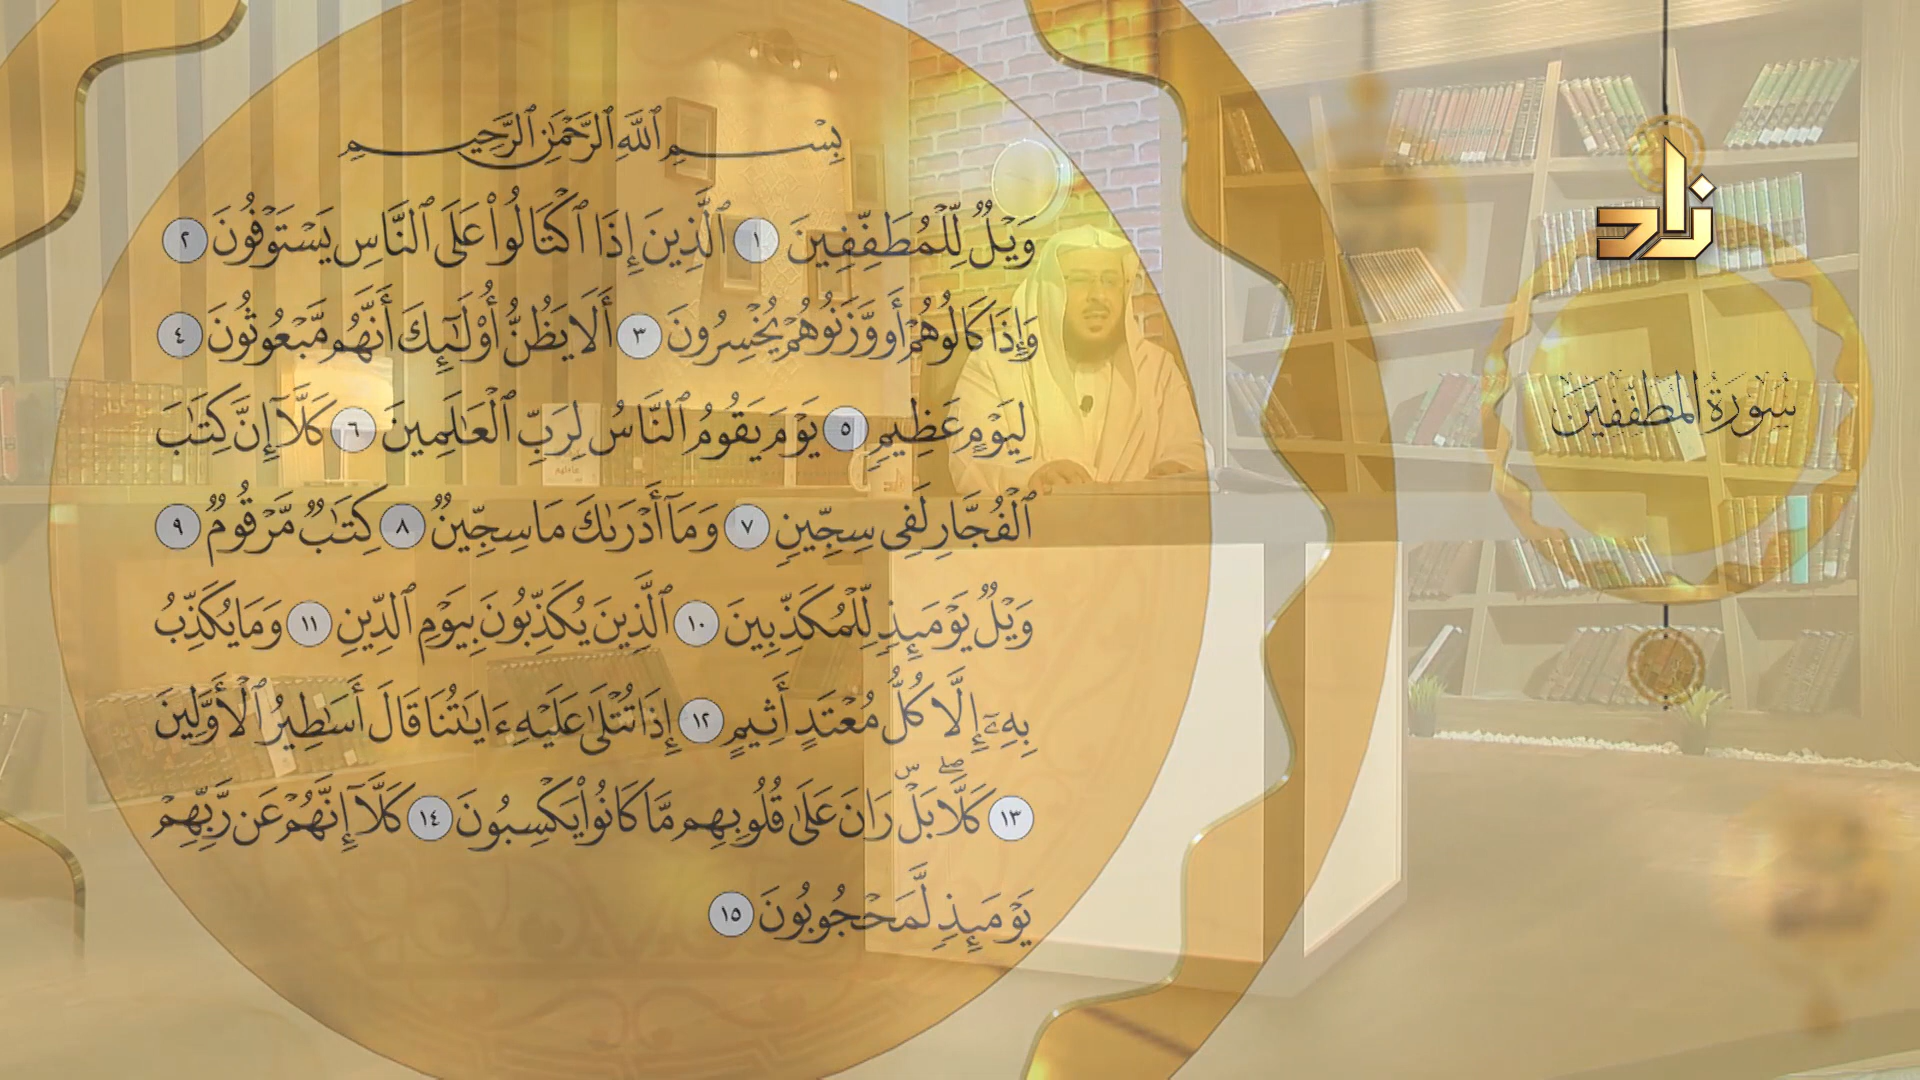 بِسْمِ ٱللَّهِ ٱلرَّحْمَٰنِ ٱلرَّحِيمِ
وَيْلٌ لِّلْمُطَفِّفِينَ ١ ٱلَّذِينَ إِذَا ٱكْتَالُوا۟ عَلَى ٱلنَّاسِ يَسْتَوْفُونَ ٢
وَإِذَا كَالُوهُمْ أَو وَّزَنُوهُمْ يُخْسِرُونَ ٣ أَلَا يَظُنُّ أُو۟لَٰٓئِكَ أَنَّهُم مَّبْعُوثُونَ ٤
لِيَوْمٍ عَظِيمٍ ٥ يَوْمَ يَقُومُ ٱلنَّاسُ لِرَبِّ ٱلْعَٰلَمِينَ ٦ كَلَّآ إِنَّ كِتَٰبَ
ٱلْفُجَّارِ لَفِى سِجِّينٍ ٧ وَمَآ أَدْرَىٰكَ مَا سِجِّينٌ ٨ كِتَٰبٌ مَّرْقُومٌ ٩
وَيْلٌ يَوْمَئِذٍ لِّلْمُكَذِّبِينَ ١٠ ٱلَّذِينَ يُكَذِّبُونَ بِيَوْمِ ٱلدِّينِ ١١ وَمَا يُكَذِّبُ
بِهِۦٓ إِلَّا كُلُّ مُعْتَدٍ أَثِيمٍ ١٢ إِذَا تُتْلَىٰ عَلَيْهِ ءَايَٰتُنَا قَالَ أَسَٰطِيرُ ٱلْأَوَّلِينَ
١٣ كَلَّا ۖ بَلْ ۜ رَانَ عَلَىٰ قُلُوبِهِم مَّا كَانُوا۟ يَكْسِبُونَ ١٤ كَلَّآ إِنَّهُمْ عَن رَّبِّهِمْ
يَوْمَئِذٍ لَّمَحْجُوبُونَ ١٥
زاد
سُورَةُ المُطَفِّفِينَ